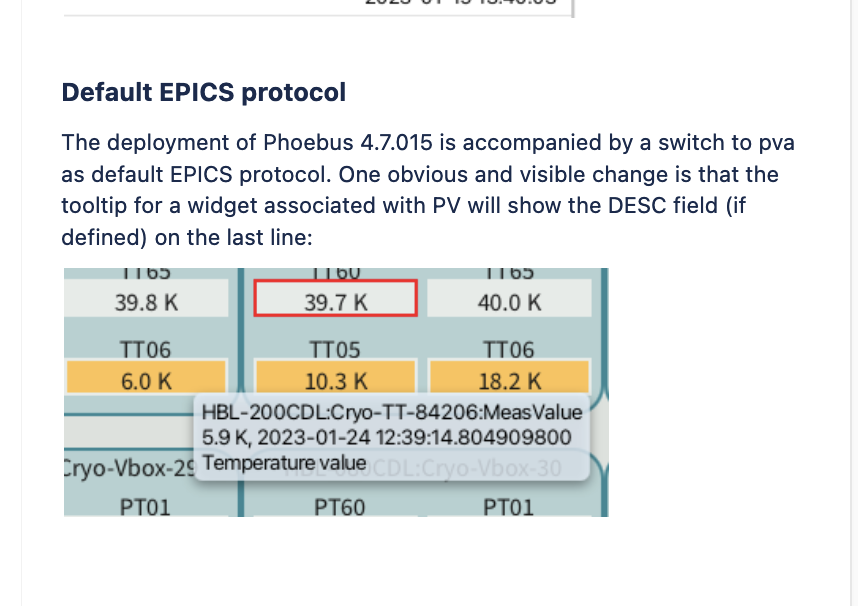 Default EPICS protocol
The deployment of Phoebus 4.7.015 is accompanied by a switch to pva
as default EPICS protocol. One obvious and visible change is that the
tooltip for a widget associated with PV will show the DESC field (if
defined) on the last line:
TT65 TT60 TT65
39.8 K 39.7 K 40.0 K
TT06 TT05 TT06
6.0 K 10.3 K 18.2 K
HBL-200CDL:Cryo-TT-84206:MeasValue
5.9 K, 2023-01-24 12:39:14.804909800
Temperature value
PT01 PT60 PT01